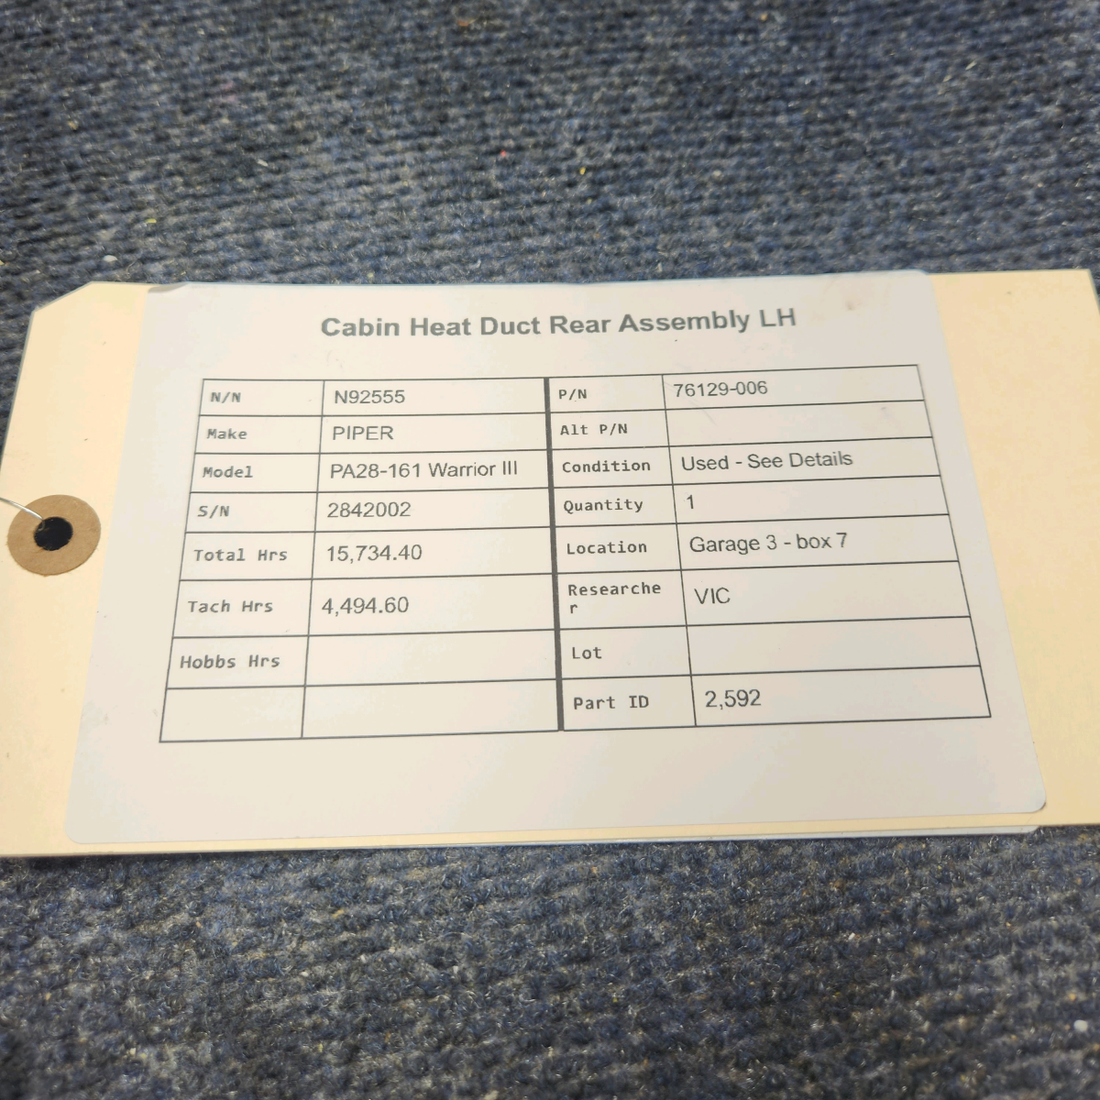 Cabin Heat Duct Rear Assembly LH
N/N N92555 P/N 76129-006
Make PIPER Alt P/N
Model PA28-161 Warrior III Condition Used - See Details
S/N 2842002 Quantity 1
Total Hrs 15,734.40 Location Garage 3 - box 7
Tach Hrs 4,494.60 Researche
r VIC
Hobbs Hrs Lot
Part ID 2,592